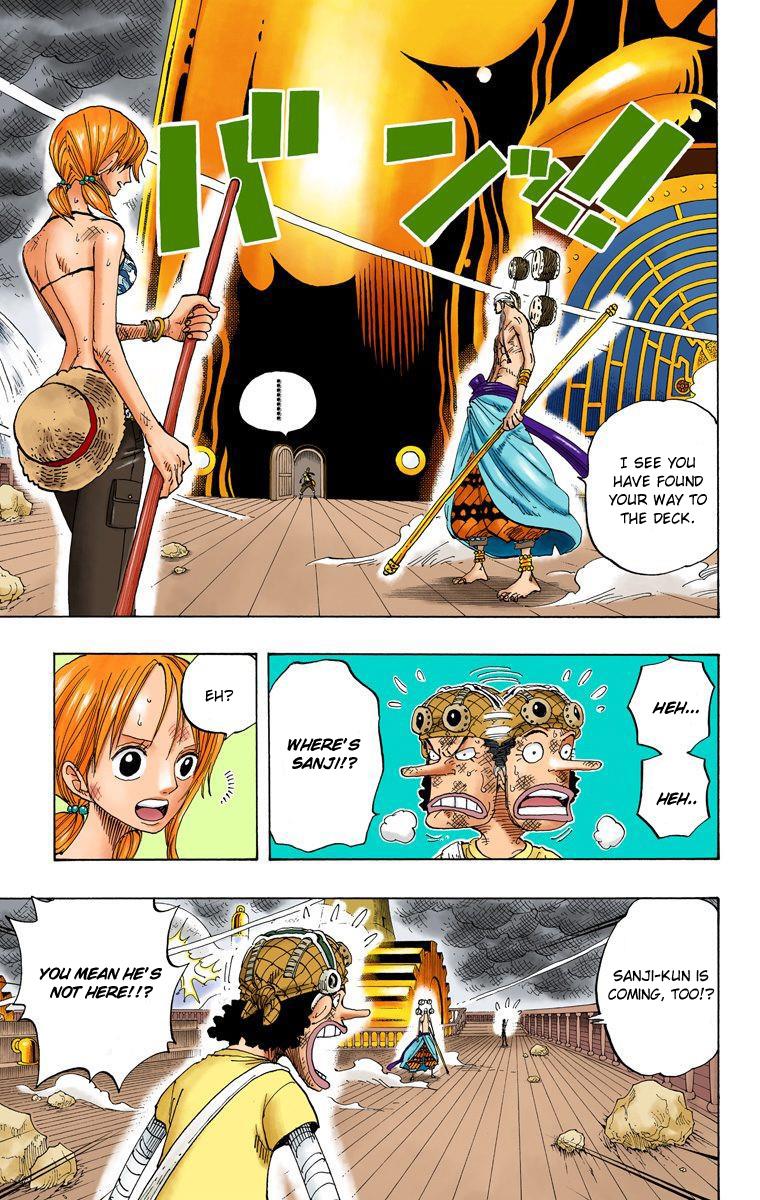 バンッ!!
I SEE YOU
HAVE FOUND
YOUR WAY TO
THE DECK.
HEH...
HEH..
WHERE'S
SANJI!?
EH?
SANJI-KUN IS
COMING, TOO!?
YOU MEAN HE'S
NOT HERE!!?